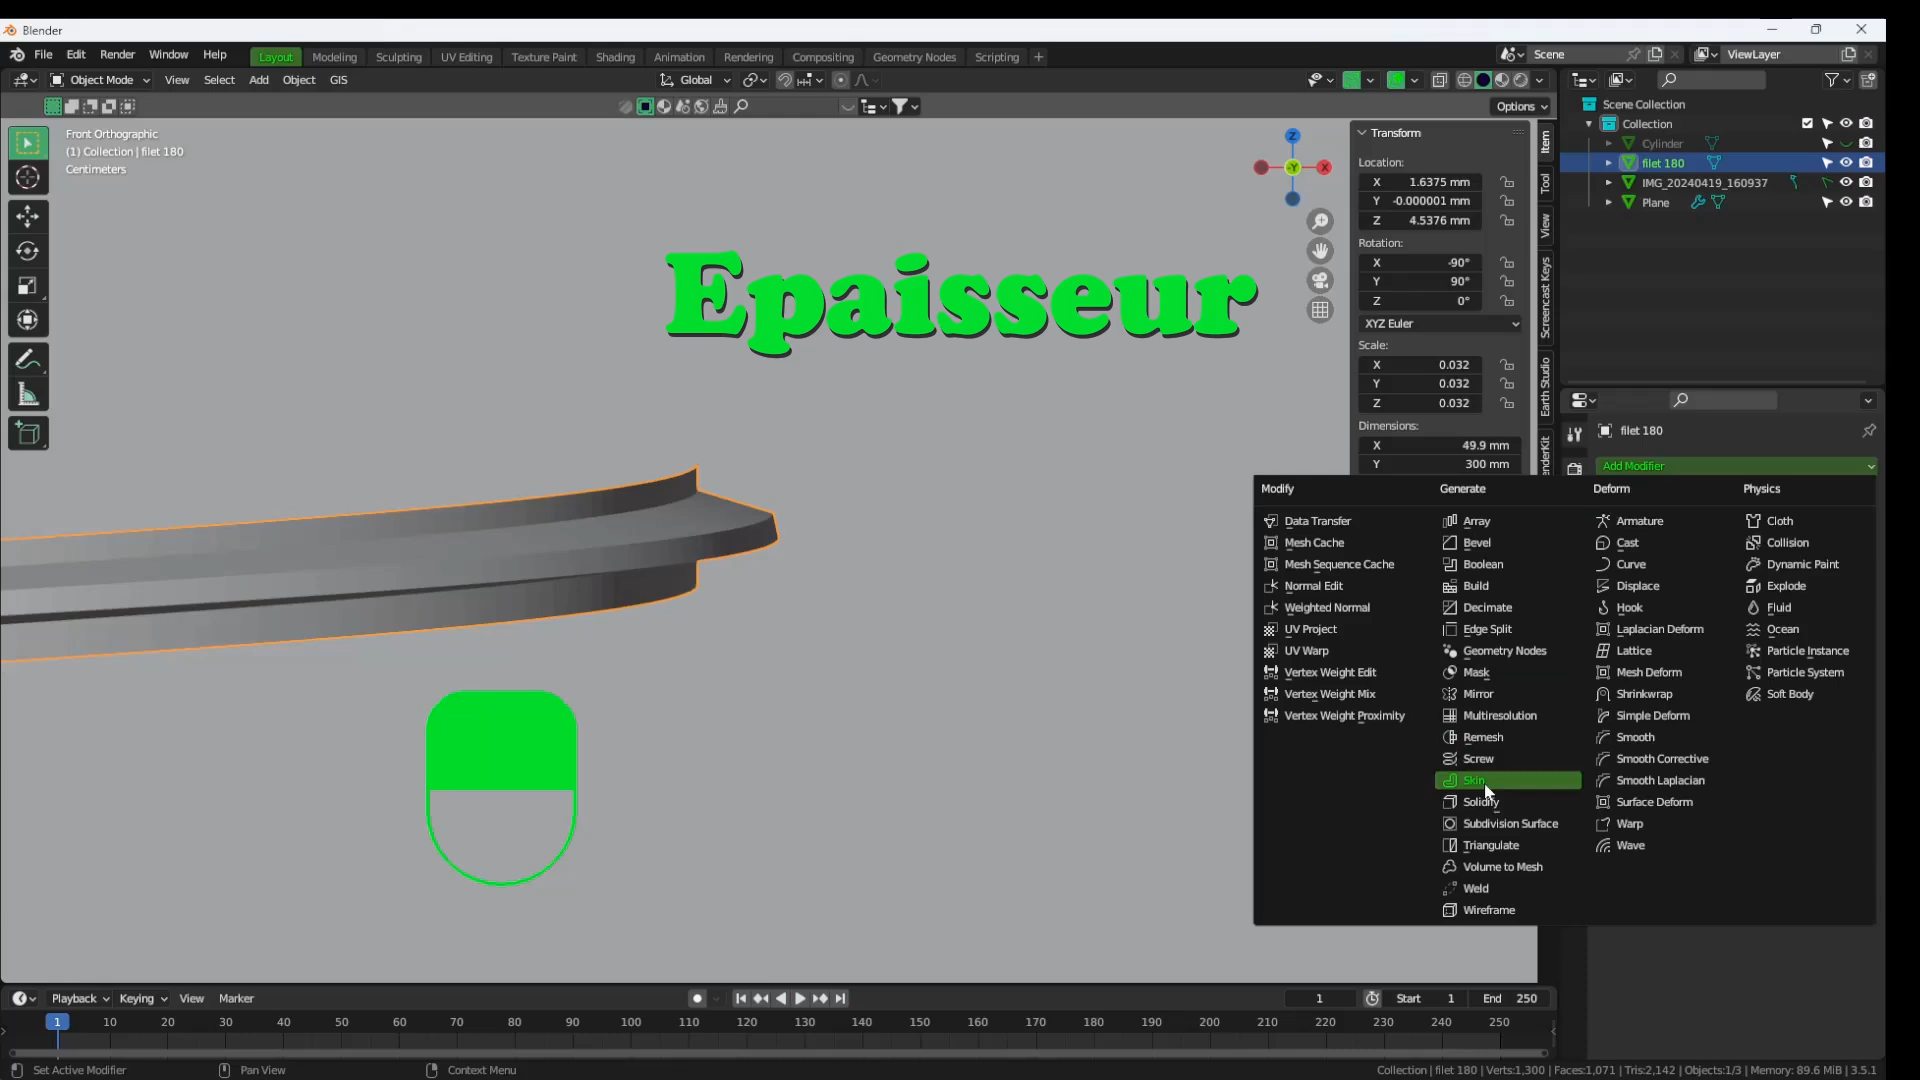 Blender
File Edit Render Window Help Layout Modeling Sculpting UV Editing Texture Paint Shading Animation Rendering Compositing Geometry Nodes Scripting + Scene ViewLayer
Object Mode View Select Add Object GIS Global
Options
Front Orthographic
(1) Collection | filet 180
Centimeters
Z
-Y X
Epaisseur
Transform
Location:
X 1.6375 mm
Y -0.000001 mm
Z 4.5376 mm
Rotation:
X -90°
Y 90°
Z 0°
XYZ Euler
Scale:
X 0.032
Y 0.032
Z 0.032
Dimensions:
X 49.9 mm
Y 300 mm
Item
Tool
View
Screencast Keys
Earth Studio
Scene Collection
Collection
Cylinder
filet 180
IMG_20240419_160937
Plane
filet 180
Add Modifier
Modify Generate Deform Physics
Data Transfer Array Armature Cloth
Mesh Cache Bevel Cast Collision
Mesh Sequence Cache Boolean Curve Dynamic Paint
Normal Edit Build Displace Explode
Weighted Normal Decimate Hook Fluid
UV Project Edge Split Laplacian Deform Ocean
UV Warp Geometry Nodes Lattice Particle Instance
Vertex Weight Edit Mask Mesh Deform Particle System
Vertex Weight Mix Mirror Shrinkwrap Soft Body
Vertex Weight Proximity Multiresolution Simple Deform
Remesh Smooth
Screw Smooth Corrective
Skin Smooth Laplacian
Solidify Surface Deform
Subdivision Surface Warp
Triangulate Wave
Volume to Mesh
Weld
Wireframe
Playback Keying View Marker 1 Start 1 End 250
1 10 20 30 40 50 60 70 80 90 100 110 120 130 140 150 160 170 180 190 200 210 220 230 240 250
Set Active Modifier Pan View Context Menu Collection | filet 180 | Verts:1,300 | Faces:1,071 | Tris:2,142 | Objects:1/3 | Memory: 89.6 MiB | 3.5.1